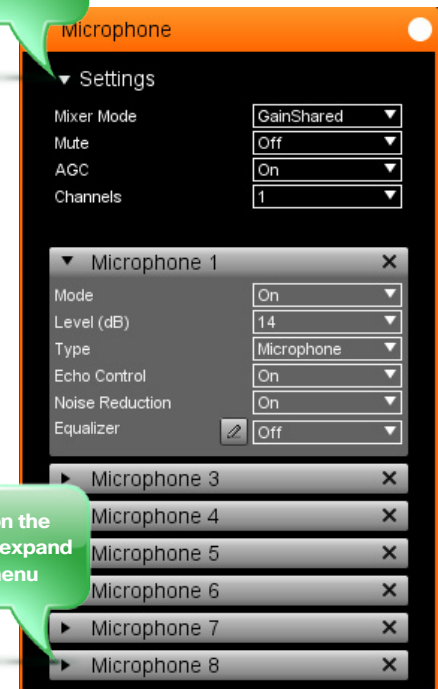 Microphone
Settings
Mixer Mode GainShared
Mute Off
AGC On
Channels 1
Microphone 1
Mode On
Level (dB) 14
Type Microphone
Echo Control On
Noise Reduction On
Equalizer Off
Microphone 3
Microphone 4
on the
expand
Microphone 5
Microphone 6
Microphone 7
Microphone 8